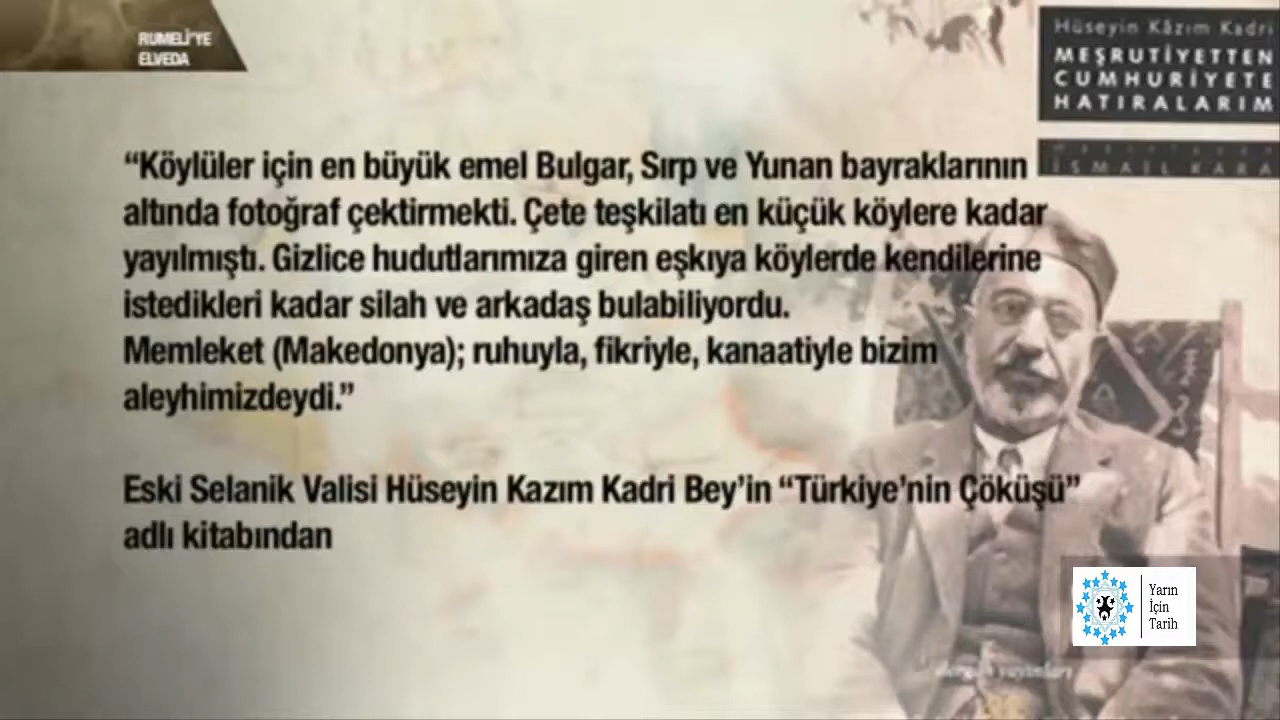 RUMELİ'YE
ELVEDA
Hüseyin Kâzım Kadri
MEŞRUTİYETTEN
CUMHURİYETE
HATIRALARIM
İSMAİL KARA
“Köylüler için en büyük emel Bulgar, Sırp ve Yunan bayraklarının
altında fotoğraf çektirmekti. Çete teşkilatı en küçük köylere kadar
yayılmıştı. Gizlice hudutlarımıza giren eşkıya köylerde kendilerine
istedikleri kadar silah ve arkadaş bulabiliyordu.
Memleket (Makedonya); ruhuyla, fikriyle, kanaatiyle bizim
aleyhimizdeydi.”
Eski Selanik Valisi Hüseyin Kazım Kadri Bey’in “Türkiye’nin Çöküşü”
adlı kitabından
Yarın
İçin
Tarih
yayınları